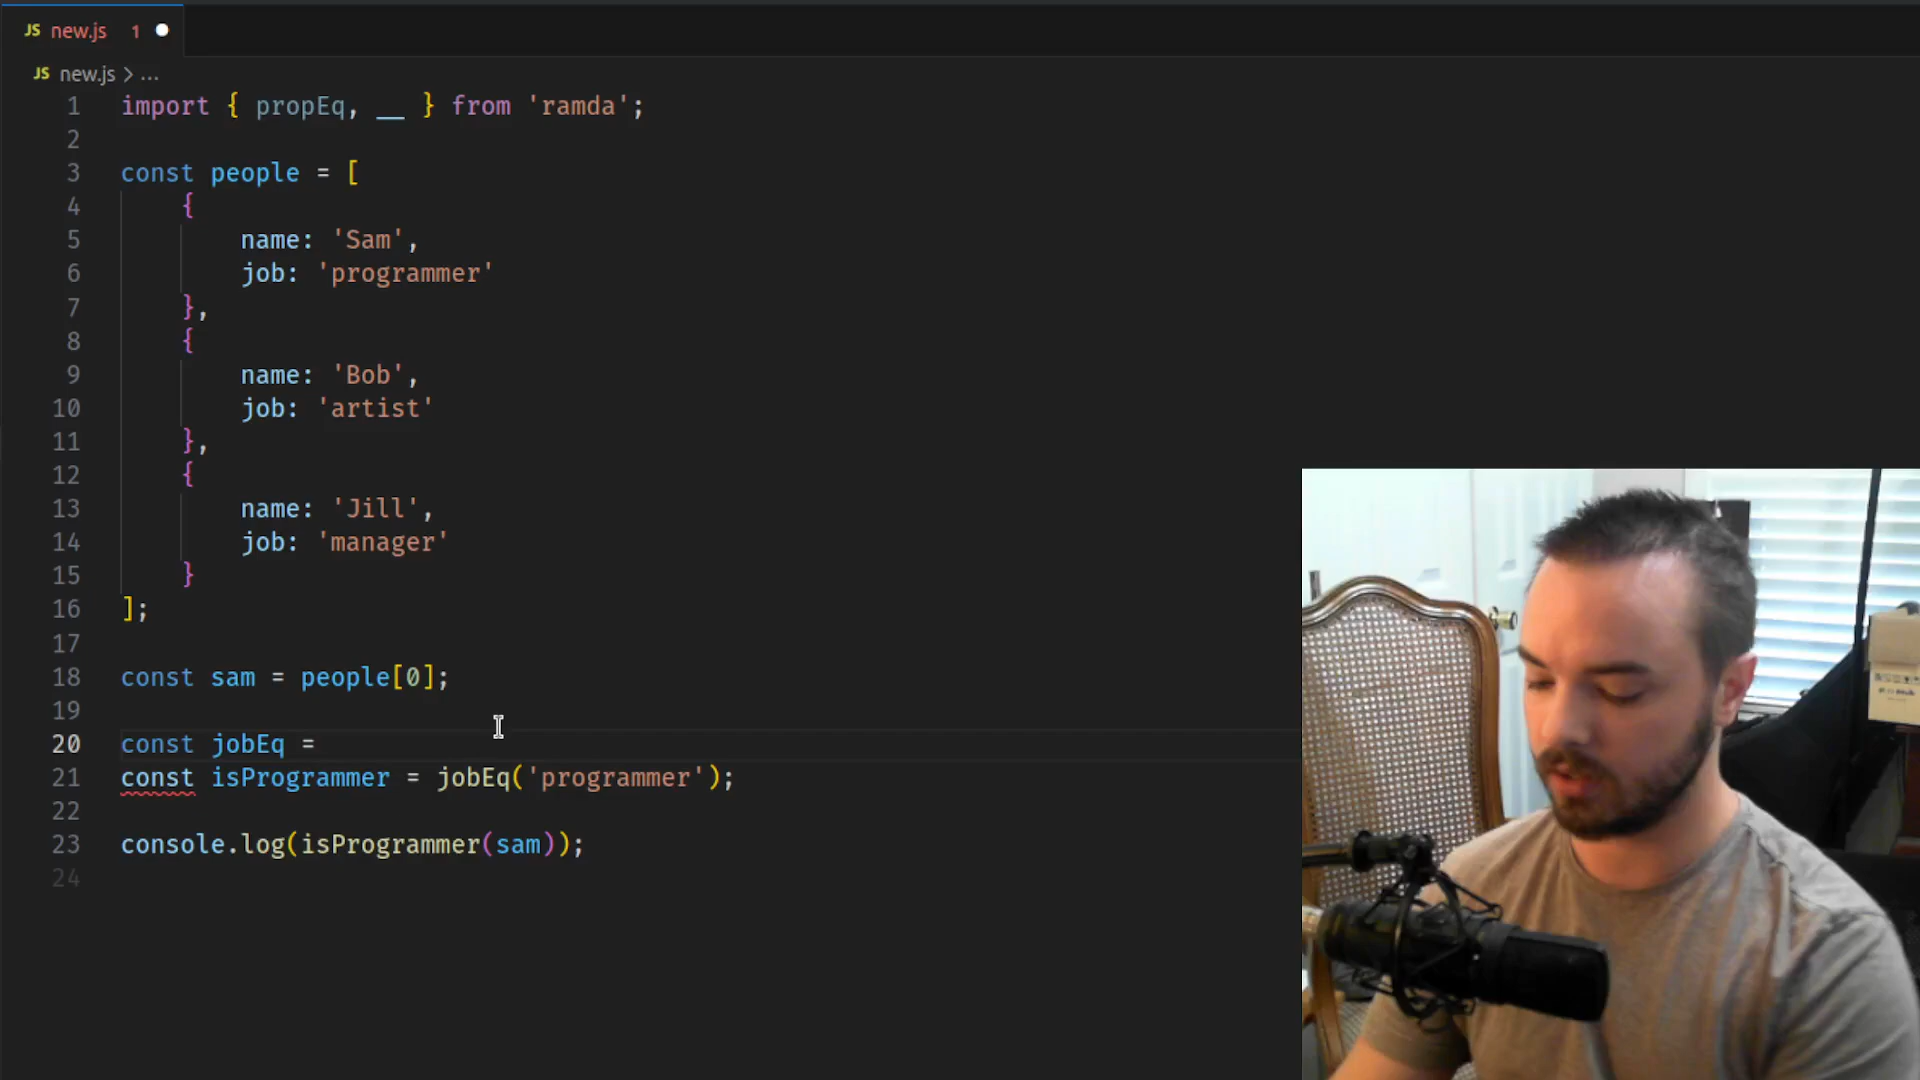 JS new.js 1
JS new.js > ...
1 import { propEq, __ } from 'ramda';
2
3 const people = [
4 {
5 name: 'Sam',
6 job: 'programmer'
7 },
8 {
9 name: 'Bob',
10 job: 'artist'
11 },
12 {
13 name: 'Jill',
14 job: 'manager'
15 }
16 ];
17
18 const sam = people[0];
19
20 const jobEq =
21 const isProgrammer = jobEq('programmer');
22
23 console.log(isProgrammer(sam));
24